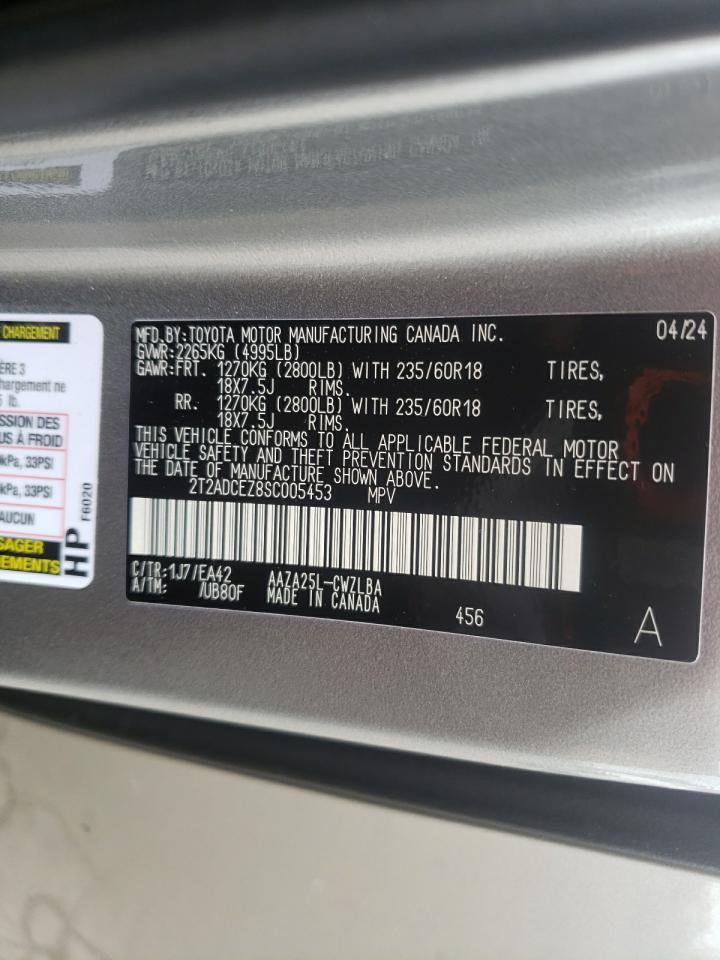 CHARGEMENT
ÈRE 3
hargement ne
lb.
SSION DES
US À FROID
kPa, 33PSI
kPa, 33PSI
AUCUN
SAGER
EMENTS
HP
F6020
MFD.BY:TOYOTA MOTOR MANUFACTURING CANADA INC. 04/24
GVWR:2265KG (4995LB)
GAWR:FRT. 1270KG (2800LB) WITH 235/60R18 TIRES,
18X7.5J RIMS.
RR. 1270KG (2800LB) WITH 235/60R18 TIRES,
18X7.5J RIMS.
THIS VEHICLE CONFORMS TO ALL APPLICABLE FEDERAL MOTOR
VEHICLE SAFETY AND THEFT PREVENTION STANDARDS IN EFFECT ON
THE DATE OF MANUFACTURE SHOWN ABOVE.
2T2ADCEZ8SC005453 MPV
C/TR:1J7/EA42 AAZA25L-CWZLBA
A/TM: /UB80F MADE IN CANADA
456
A